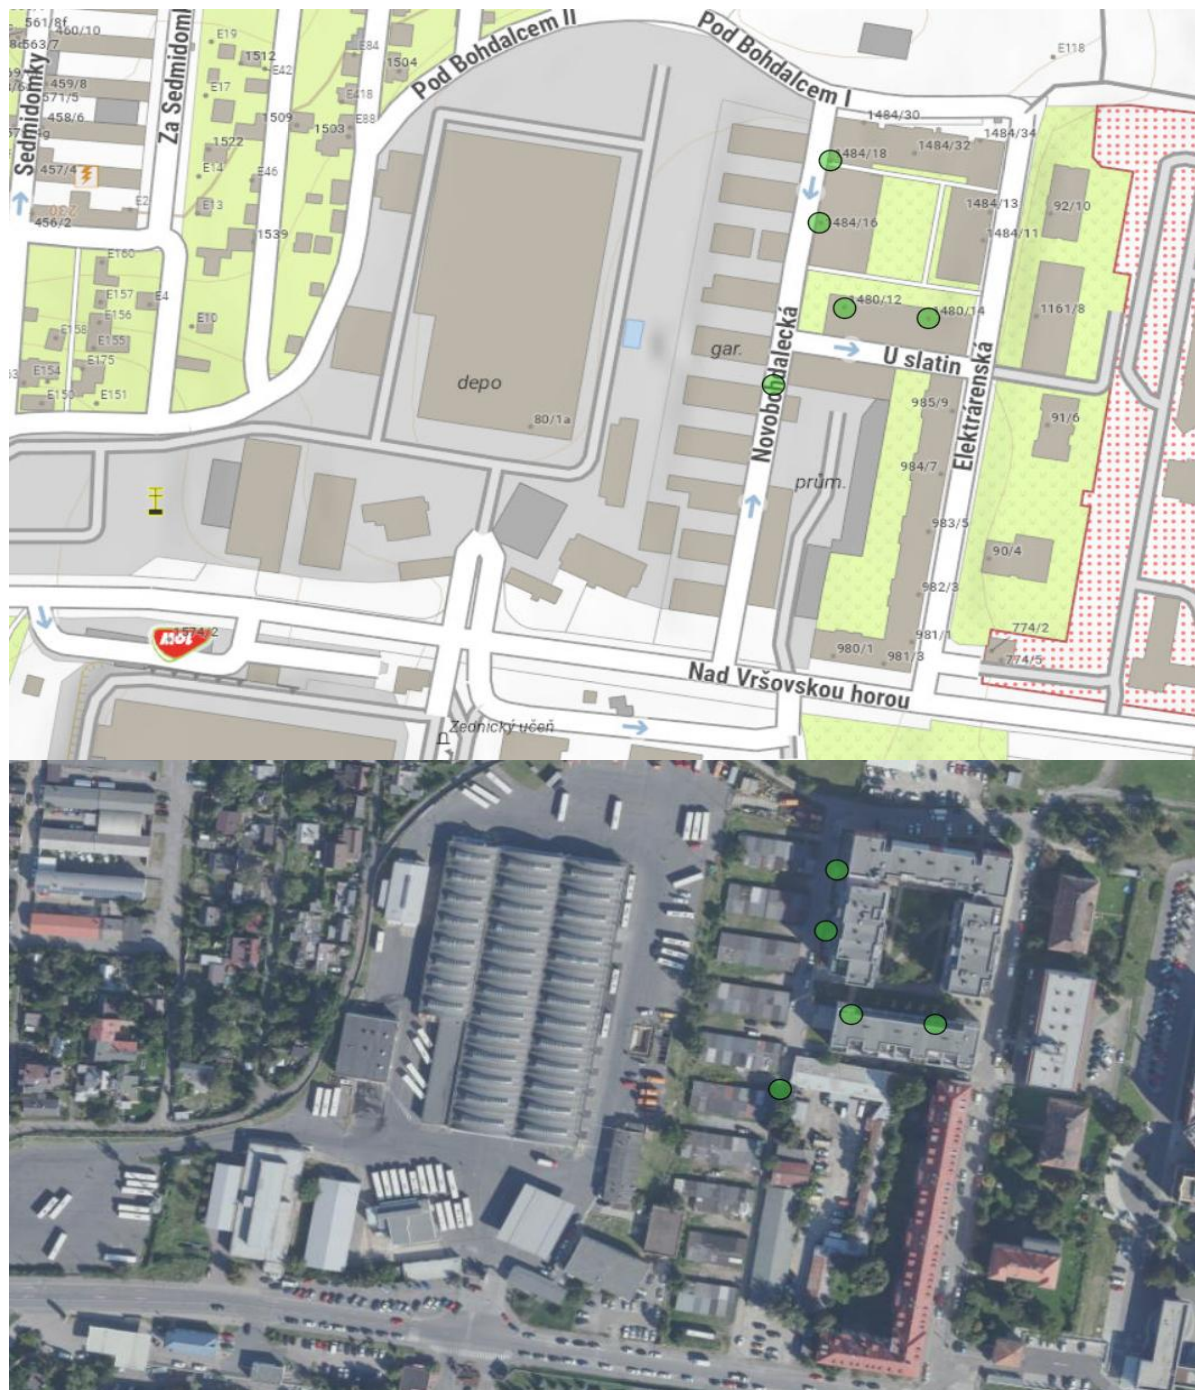 561/8f
460/10
E19
Pod Bohdalcem II
Pod Bohdalcem I
E84
E118
563/7
Sedmidomky
Za Sedmidomk
1512
E42
1504
459/8
E17
E418
571/5
458/6
1509
1503
E88
1484/30
1484/34
1522
1484/32
457/4
E14
E46
1484/18
E2
E13
1484/13
92/10
230
456/2
1539
484/16
1484/11
E160
E157
E4
1480/12
480/14
E156
E10
1161/8
E158
E155
Novobohdalecká
gar.
U slatin
E175
E154
depo
E150
E151
985/9
Elektrárenská
80/1a
91/6
984/7
prům.
983/5
90/4
982/3
1574/2
774/2
981/1
980/1
981/3
774/5
Nad Vršovskou horou
Zednický učeň